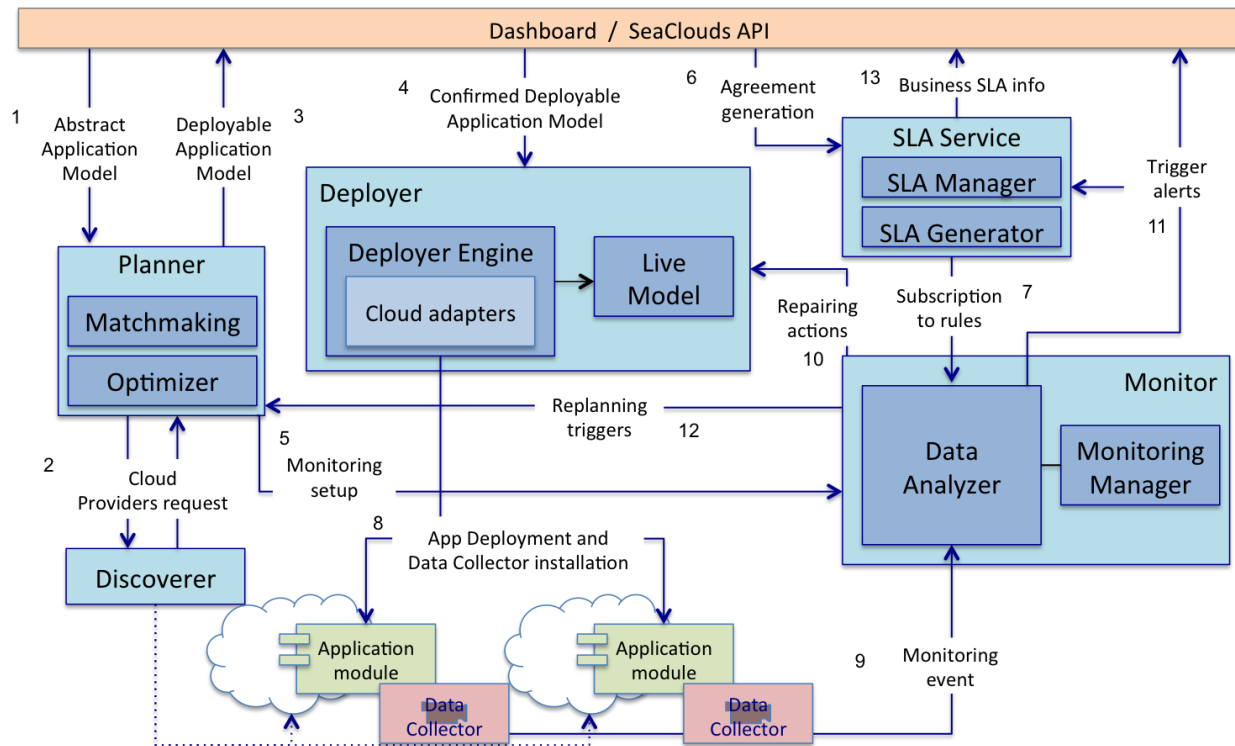 Dashboard / SeaClouds API
1
Abstract
Application
Model
Deployable
Application
Model
3
4
Confirmed Deployable
Application Model
6
Agreement
generation
13
Business SLA info
SLA Service
SLA Manager
SLA Generator
Trigger
alerts
11
Deployer
Deployer Engine
Cloud adapters
Live
Model
Planner
Matchmaking
Optimizer
Repairing
actions
10
Subscription
to rules
7
Monitor
Data
Analyzer
Monitoring
Manager
Replanning
triggers
12
5
Monitoring
setup
2
Cloud
Providers request
8
App Deployment and
Data Collector installation
Discoverer
Application
module
Data
Collector
Application
module
Data
Collector
9
Monitoring
event